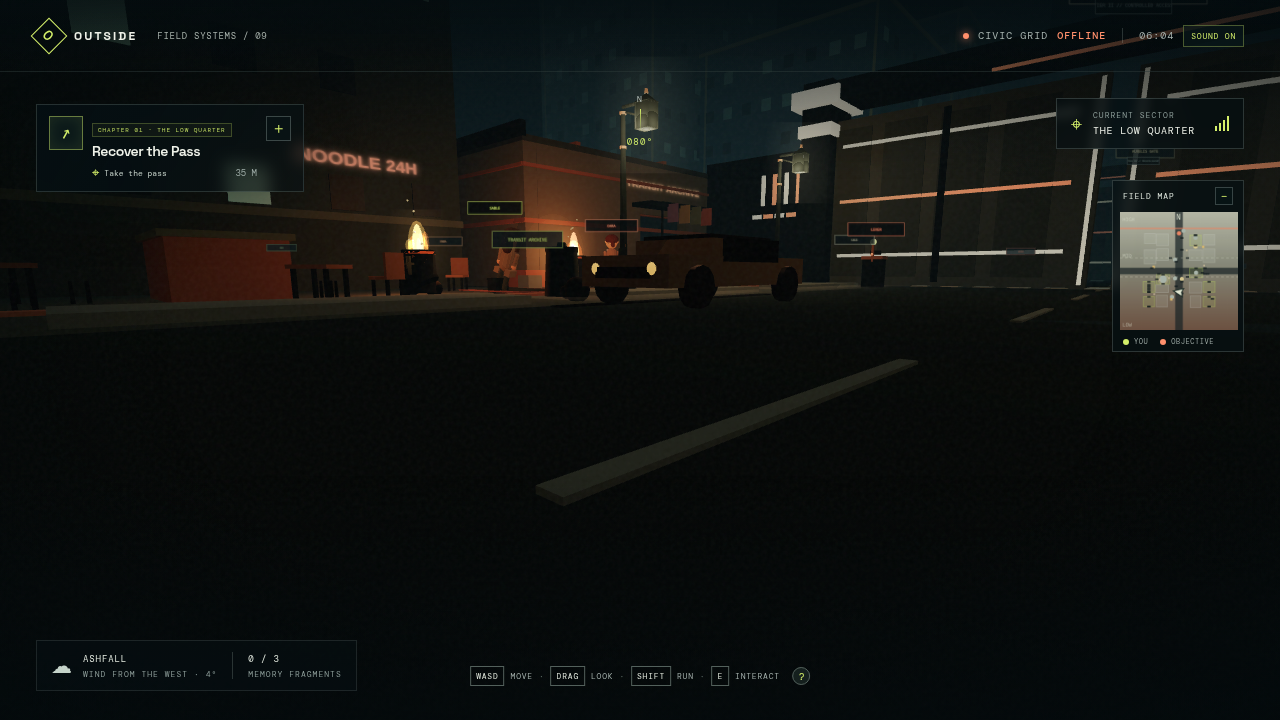 OUTSIDE
FIELD SYSTEMS / 09
CIVIC GRID OFFLINE
06:04
SOUND ON
CHAPTER 01 · THE LOW QUARTER
Recover the Pass
Take the pass
35 M
+
NOODLE 24H
N
080°
CURRENT SECTOR
THE LOW QUARTER
FIELD MAP
−
N
LOW
YOU
OBJECTIVE
ASHFALL
WIND FROM THE WEST · 4°
0 / 3
MEMORY FRAGMENTS
WASD MOVE · DRAG LOOK · SHIFT RUN · E INTERACT ?